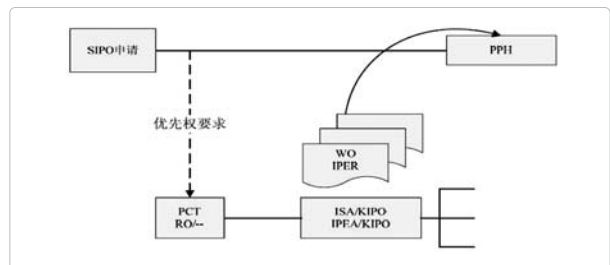 SIPO申请
PPH
优先权要求
WO
IPER
PCT
RO/--
ISA/KIPO
IPEA/KIPO